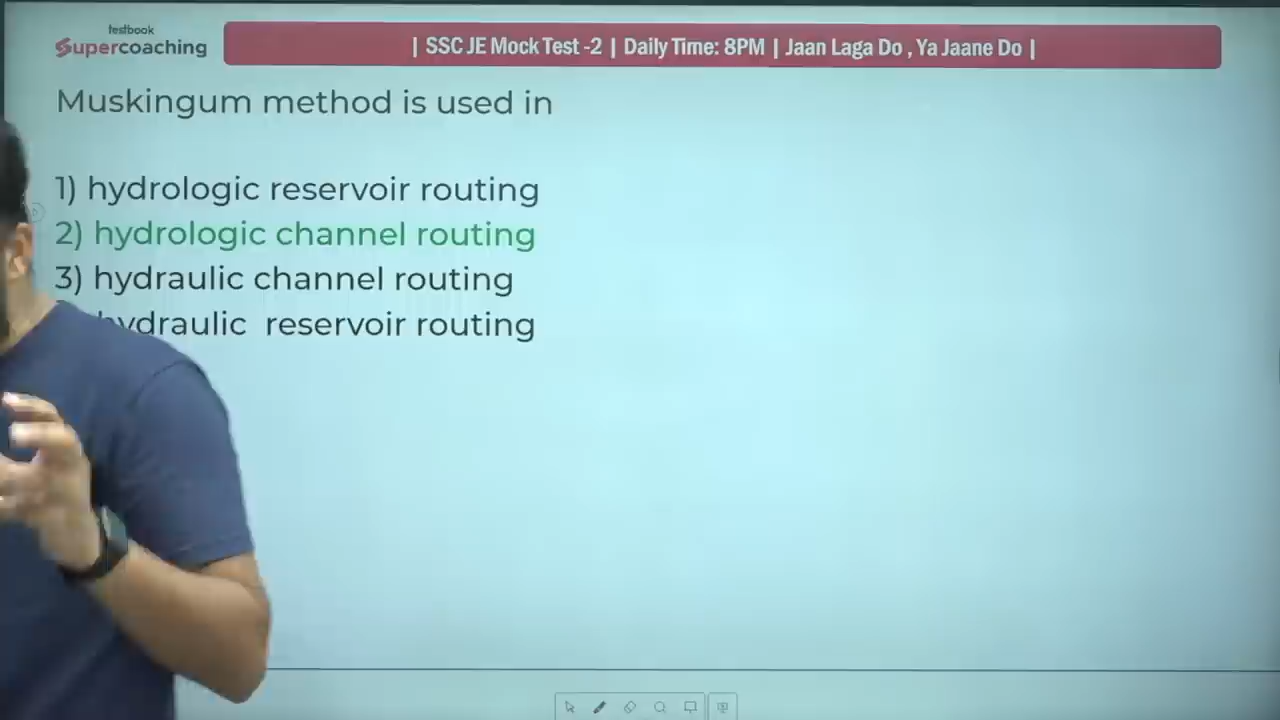 testbook
Supercoaching
| SSC JE Mock Test -2 | Daily Time: 8PM | Jaan Laga Do , Ya Jaane Do |
Muskingum method is used in
1) hydrologic reservoir routing
2) hydrologic channel routing
3) hydraulic channel routing
hydraulic reservoir routing